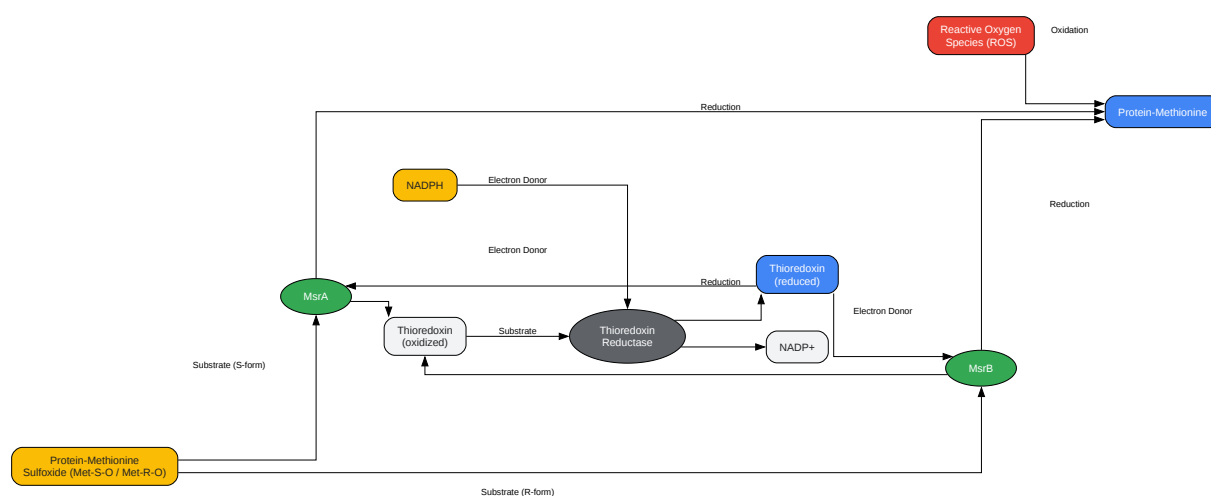 Reactive Oxygen
Species (ROS)
Oxidation
Reduction
Protein-Methionine
NADPH
Electron Donor
Reduction
Electron Donor
Thioredoxin
(reduced)
MsrA
Reduction
Electron Donor
Thioredoxin
(oxidized)
Substrate
Thioredoxin
Reductase
NADP+
MsrB
Substrate (S-form)
Protein-Methionine
Sulfoxide (Met-S-O / Met-R-O)
Substrate (R-form)